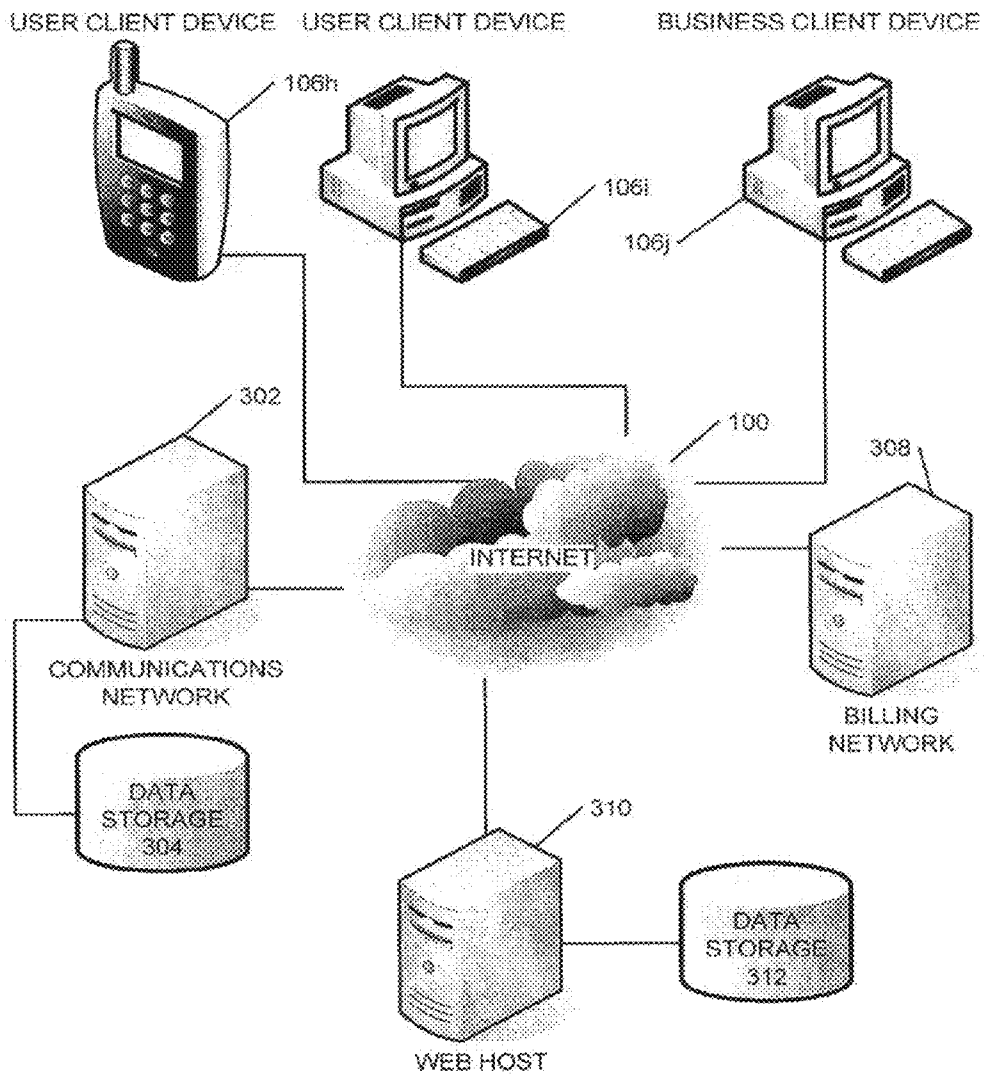 USER CLIENT DEVICE
USER CLIENT DEVICE
BUSINESS CLIENT DEVICE
106h
106i
106j
302
100
308
INTERNET
COMMUNICATIONS
NETWORK
BILLING
NETWORK
DATA
STORAGE
304
310
DATA
STORAGE
312
WEB HOST